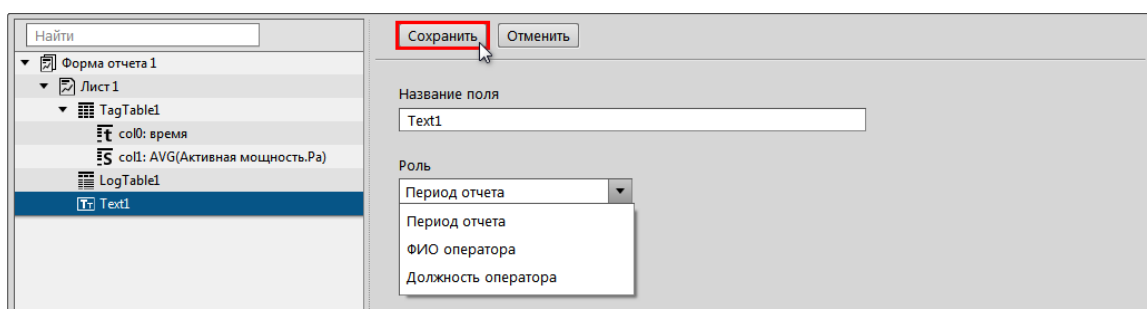 Найти
Форма отчета 1
Лист 1
TagTable1
col0: время
col1: AVG(Активная мощность.Pa)
LogTable1
Text1
Сохранить Отменить
Название поля
Text1
Роль
Период отчета
Период отчета
ФИО оператора
Должность оператора